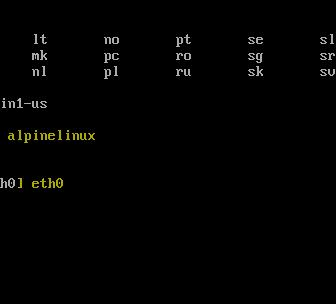 lt no pt se sl
mk pc ro sg sr
nl pl ru sk sv
in1-us
alpinelinux
h0] eth0